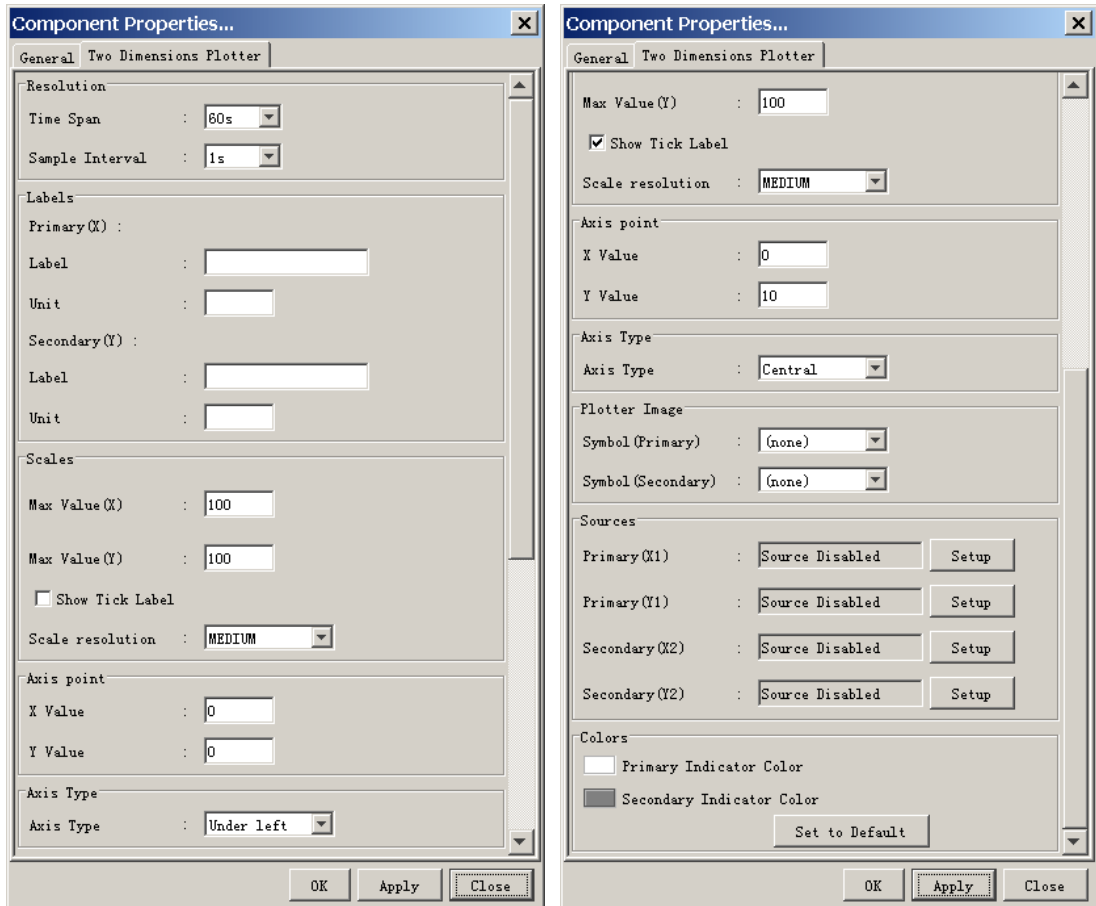 Component Properties...
General Two Dimensions Plotter
Resolution
Time Span : 60s
Sample Interval : 1s
Labels
Primary(X) :
Label :
Unit :
Secondary(Y) :
Label :
Unit :
Scales
Max Value(X) : 100
Max Value(Y) : 100
Show Tick Label
Scale resolution : MEDIUM
Axis point
X Value : 0
Y Value : 0
Axis Type
Axis Type : Under left
OK Apply Close
Component Properties...
General Two Dimensions Plotter
Max Value(Y) : 100
Show Tick Label
Scale resolution : MEDIUM
Axis point
X Value : 0
Y Value : 10
Axis Type
Axis Type : Central
Plotter Image
Symbol(Primary) : (none)
Symbol(Secondary) : (none)
Sources
Primary(X1) : Source Disabled Setup
Primary(Y1) : Source Disabled Setup
Secondary(X2) : Source Disabled Setup
Secondary(Y2) : Source Disabled Setup
Colors
Primary Indicator Color
Secondary Indicator Color
Set to Default
OK Apply Close